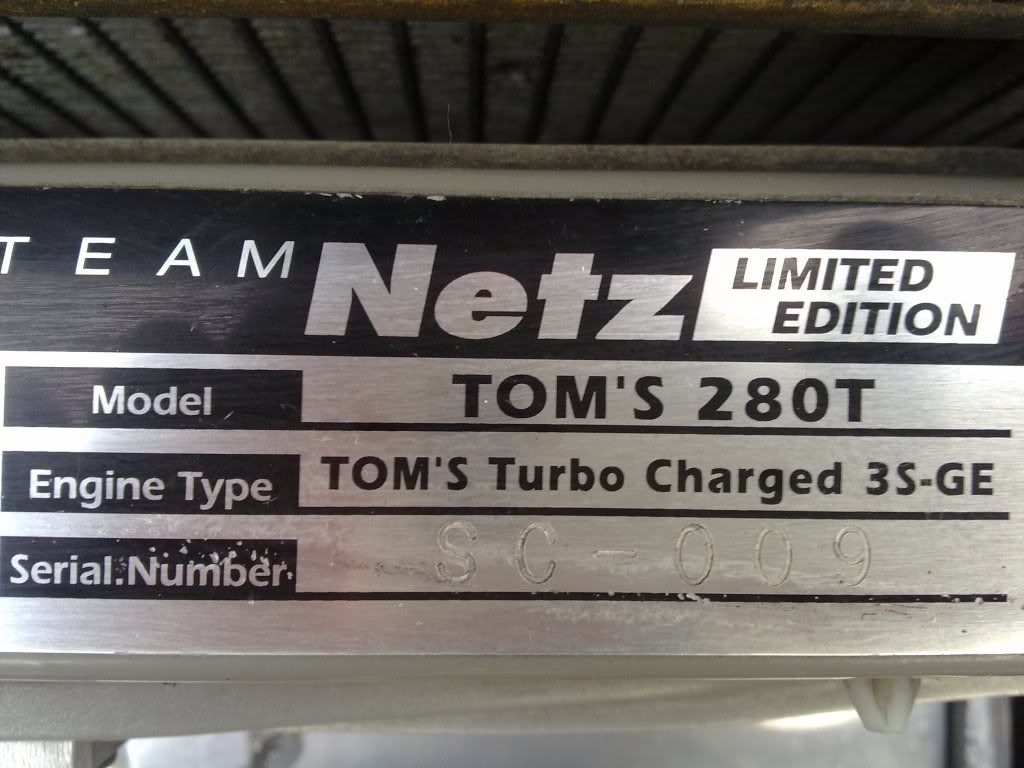 TEAM Netz LIMITED
EDITION
Model TOM'S 280T
Engine Type TOM'S Turbo Charged 3S-GE
Serial.Number. SC-009